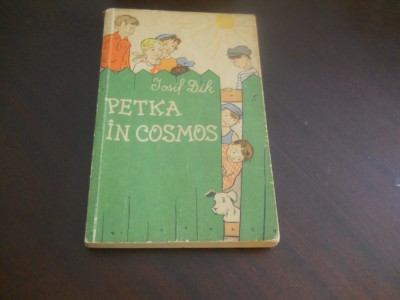 Iosif Dik
PETKA
ÎN COSMOS